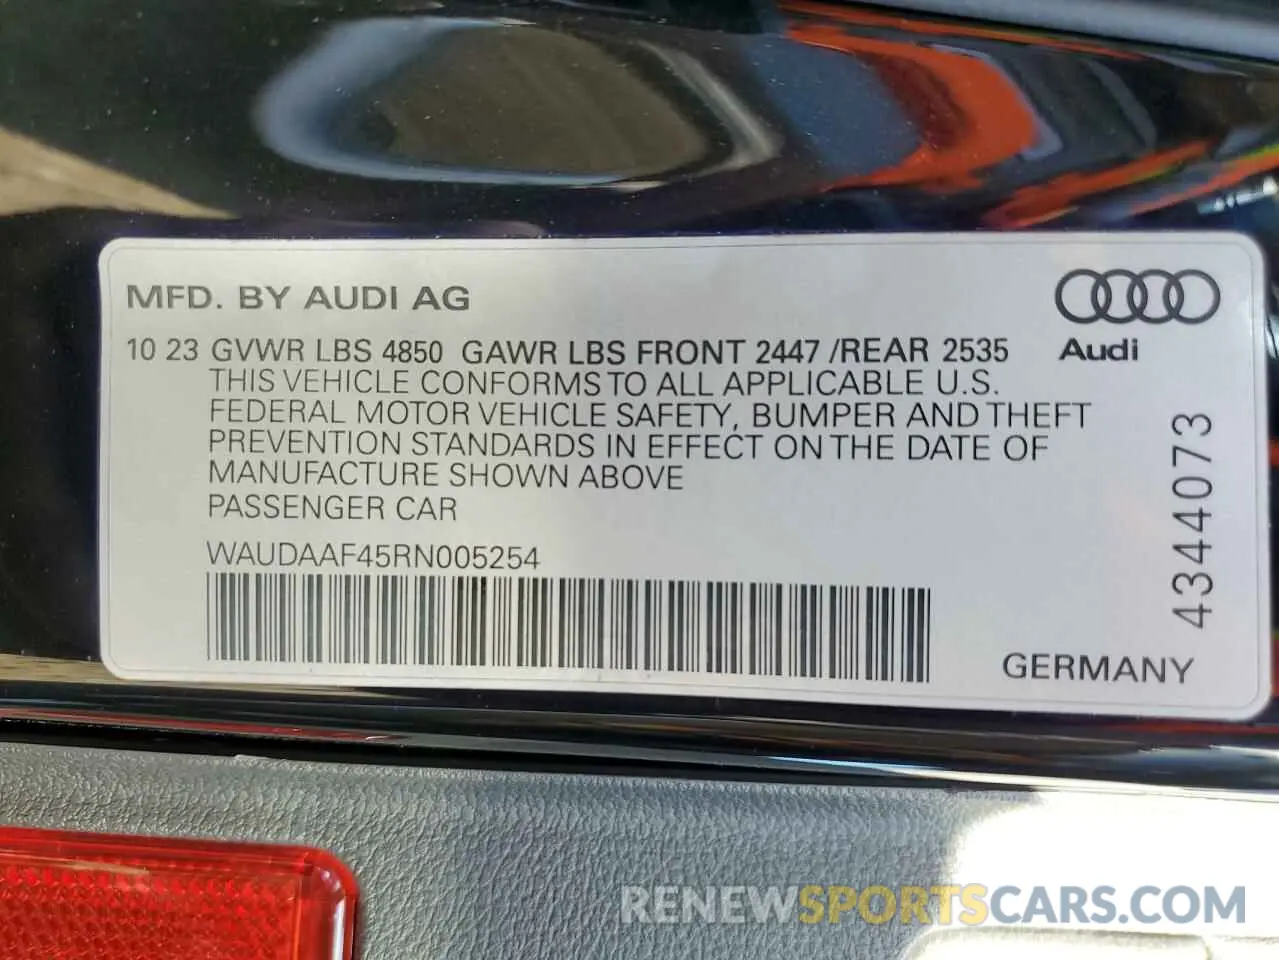 MFD. BY AUDI AG
10 23 GVWR LBS 4850 GAWR LBS FRONT 2447 /REAR 2535
Audi
THIS VEHICLE CONFORMS TO ALL APPLICABLE U.S.
FEDERAL MOTOR VEHICLE SAFETY, BUMPER AND THEFT
PREVENTION STANDARDS IN EFFECT ON THE DATE OF
MANUFACTURE SHOWN ABOVE
PASSENGER CAR
WAUDAAF45RN005254
4344073
GERMANY
RENEWSPORTSCARS.COM